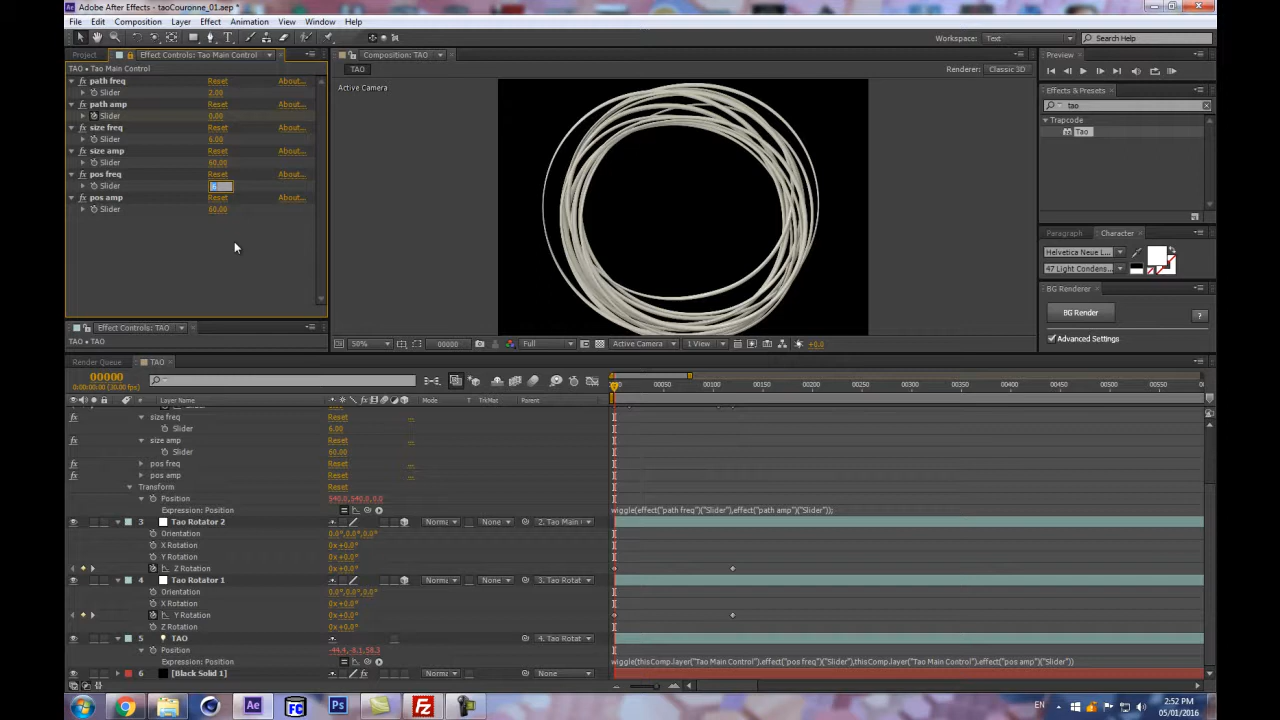 Adobe After Effects - taoCouronne_01.aep *
File Edit Composition Layer Effect Animation View Window Help
Workspace: Text Search Help
Project Effect Controls: Tao Main Control
TAO • Tao Main Control
path freq Reset About...
Slider 2.00
path amp Reset About...
Slider 0.00
size freq Reset About...
Slider 6.00
size amp Reset About...
Slider 60.00
pos freq Reset About...
Slider 6
pos amp Reset About...
Slider 60.00
Effect Controls: TAO
TAO • TAO
Composition: TAO
TAO
Renderer: Classic 3D
Active Camera
50% 00000 Full Active Camera 1 View +0.0
Preview
Effects & Presets
tao
Trapcode
Tao
Paragraph Character
Helvetica Neue L...
47 Light Condens...
BG Renderer
BG Render ?
Advanced Settings
Render Queue TAO
00000
0:00:00:00 (30.00 fps)
# Layer Name Mode T TrkMat Parent
00050 00100 00150 00200 00250 00300 00350 00400 00450 00500 00550
size freq Reset ...
Slider 6.00
size amp Reset ...
Slider 60.00
pos freq Reset ...
pos amp Reset ...
Transform Reset
Position 540.0,540.0,0.0
Expression: Position wiggle(effect("path freq")("Slider"),effect("path amp")("Slider"));
3 Tao Rotator 2 Norma None 2. Tao Main
Orientation 0.0°,0.0°,0.0°
X Rotation 0x+0.0°
Y Rotation 0x+0.0°
Z Rotation 0x+0.0°
4 Tao Rotator 1 Norma None 3. Tao Rotat
Orientation 0.0°,0.0°,0.0°
X Rotation 0x+0.0°
Y Rotation 0x+0.0°
Z Rotation 0x+0.0°
5 TAO 4. Tao Rotat
Position -44.4,-8.1,58.3
Expression: Position wiggle(thisComp.layer("Tao Main Control").effect("pos freq")("Slider"),thisComp.layer("Tao Main Control").effect("pos amp")("Slider"))
6 [Black Solid 1] Norma None
EN 2:52 PM
05/01/2016